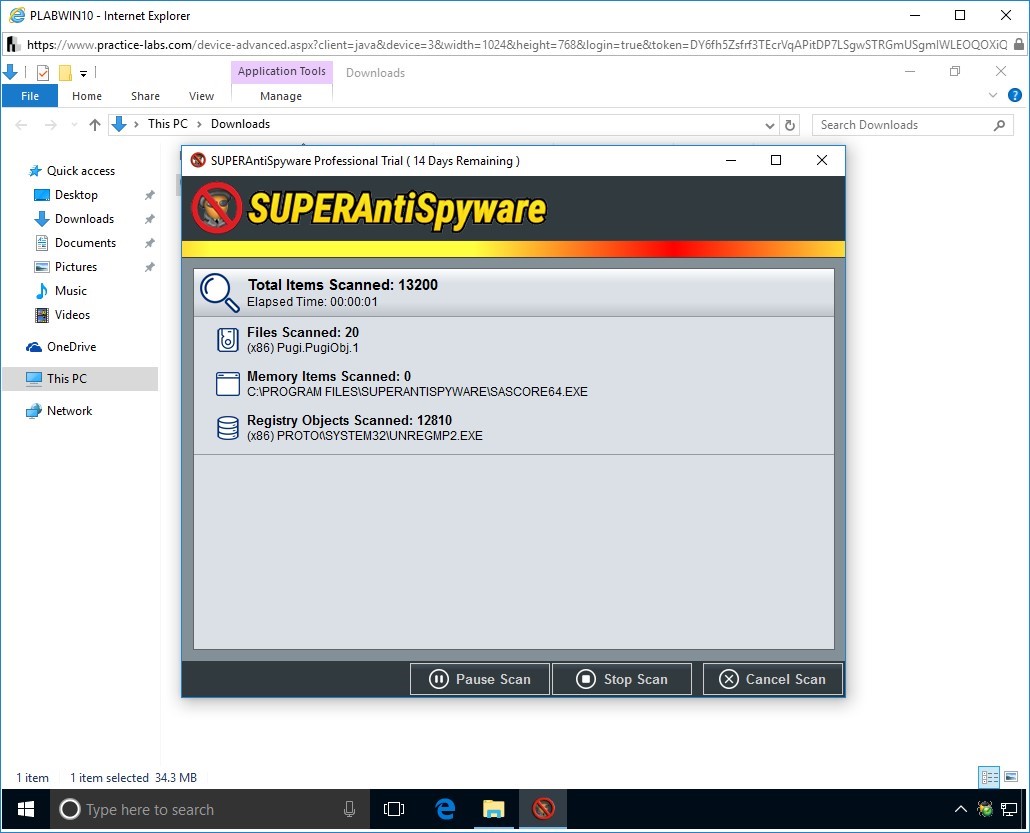 PLABWIN10 - Internet Explorer
https://www.practice-labs.com/device-advanced.aspx?client=java&device=3&width=1024&height=768&login=true&token=DY6fh5Zsfrf3TEcrVqAPitDP7LSgwSTRGmUSgmIWLEOQOXiQ
Application Tools
Downloads
File
Home
Share
View
Manage
This PC
Downloads
Search Downloads
Quick access
Desktop
Downloads
Documents
Pictures
Music
Videos
OneDrive
This PC
Network
SUPERAntiSpyware Professional Trial ( 14 Days Remaining )
SUPERAntiSpyware
Total Items Scanned: 13200
Elapsed Time: 00:00:01
Files Scanned: 20
(x86) Pugi.PugiObj.1
Memory Items Scanned: 0
C:\PROGRAM FILES\SUPERANTISPYWARE\SASCORE64.EXE
Registry Objects Scanned: 12810
Pause Scan
Stop Scan
Cancel Scan
1 item
1 item selected 34.3 MB
Type here to search